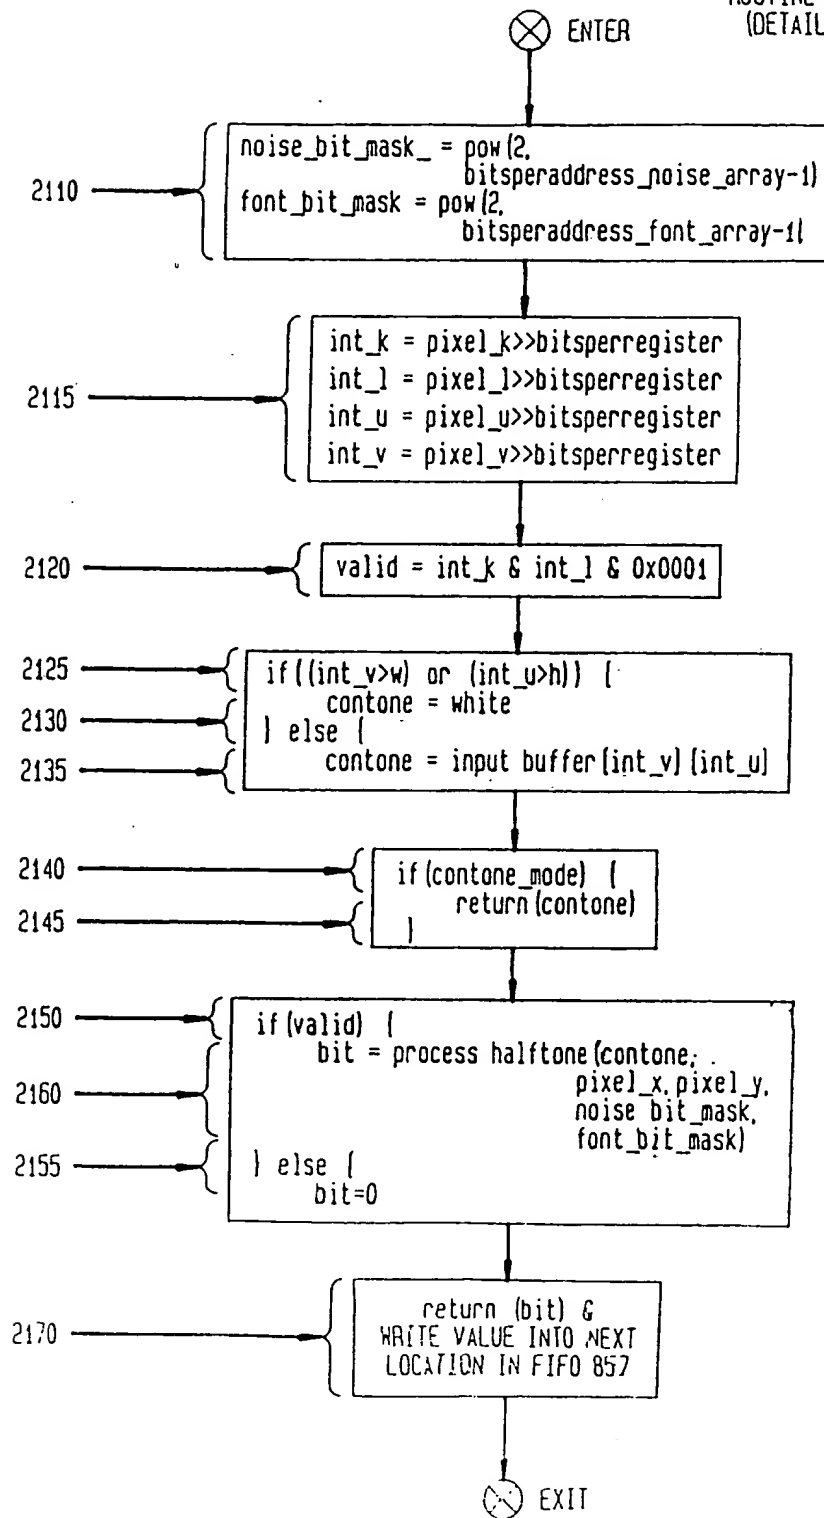 (DETAIL
ENTER
2110
noise_bit_mask_ = pow(2,
bitsperaddress_noise_array-1)
font_bit_mask = pow(2,
bitsperaddress_font_array-1(
2115
int_k = pixel_k>>bitsperregister
int_l = pixel_l>>bitsperregister
int_u = pixel_u>>bitsperregister
int_v = pixel_v>>bitsperregister
2120
valid = int_k & int_l & 0x0001
2125
if((int_v>w) or (int_u>h)) {
2130
contone = white
} else {
2135
contone = input buffer[int_v][int_u]
2140
if(contone_mode) {
2145
return(contone)
}
2150
if(valid) {
bit = process halftone(contone,
2160
pixel_x, pixel_y,
noise bit_mask,
font_bit_mask)
2155
} else {
bit=0
2170
return (bit) &
WRITE VALUE INTO NEXT
LOCATION IN FIFO 857
EXIT